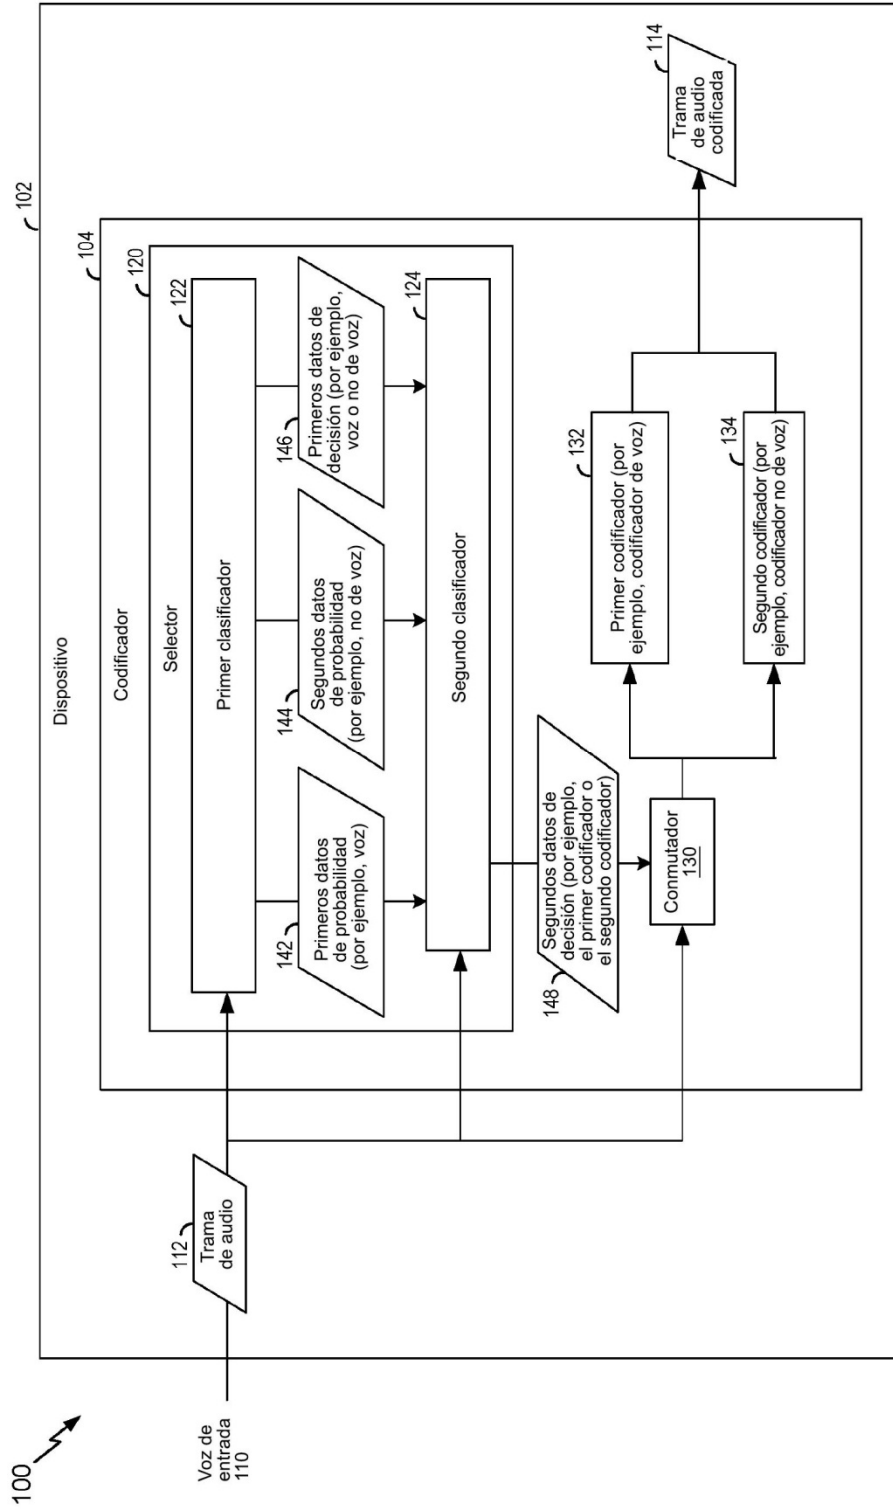 100
102
Dispositivo
104
Codificador
120
Selector
122
Primer clasificador
Voz de
entrada
110
112
Trama
de audio
142
Primeros datos
de probabilidad
(por ejemplo, voz)
144
Segundos datos
de probabilidad
(por ejemplo, no de voz)
146
Primeros datos de
decisión (por ejemplo,
voz o no de voz)
124
Segundo clasificador
148
Segundos datos de
decisión (por ejemplo,
el primer codificador o
el segundo codificador)
Conmutador
130
132
Primer codificador (por
ejemplo, codificador de voz)
134
Segundo codificador (por
ejemplo, codificador no de voz)
114
Trama
de audio
codificada